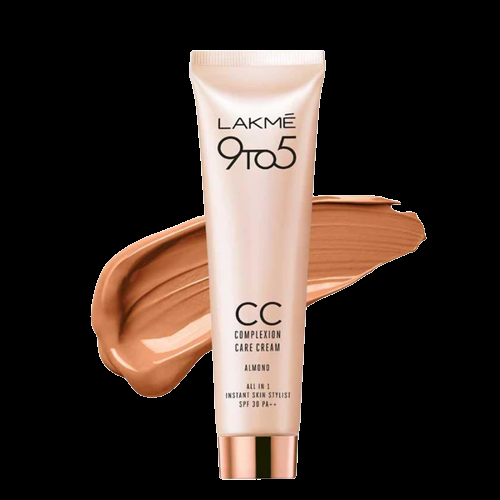 LAKMÉ
9TO5
CC
COMPLEXION
CARE CREAM
ALMOND
ALL IN 1
INSTANT SKIN STYLIST
SPF 30 PA++